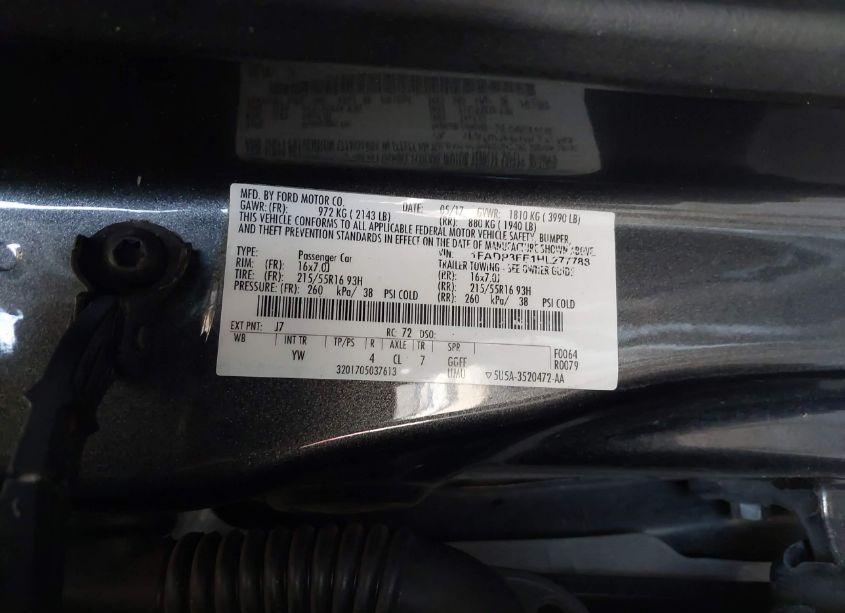 MFD. BY FORD MOTOR CO.
DATE: 05/17 GVWR: 1810 KG ( 3990 LB)
GAWR: (FR): 972 KG ( 2143 LB) (RR): 880 KG ( 1940 LB)
THIS VEHICLE CONFORMS TO ALL APPLICABLE FEDERAL MOTOR VEHICLE SAFETY, BUMPER,
AND THEFT PREVENTION STANDARDS IN EFFECT ON THE DATE OF MANUFACTURE SHOWN ABOVE.
VIN:
TYPE: Passenger Car TRAILER TOWING - SEE OWNER GUIDE
RIM: (FR): 16x7.0J (RR): 16x7.0J
TIRE: (FR): 215/55R16 93H (RR): 215/55R16 93H
PRESSURE: (FR): 260 kPa/ 38 PSI COLD (RR): 260 kPa/ 38 PSI COLD
EXT PNT: J7 RC: 72 DSO:
WB INT TR TP/PS R AXLE TR SPR F0064
YW 4 CL 7 GGFF R0079
3201705037613 UMU ▽5U5A-3520472-AA